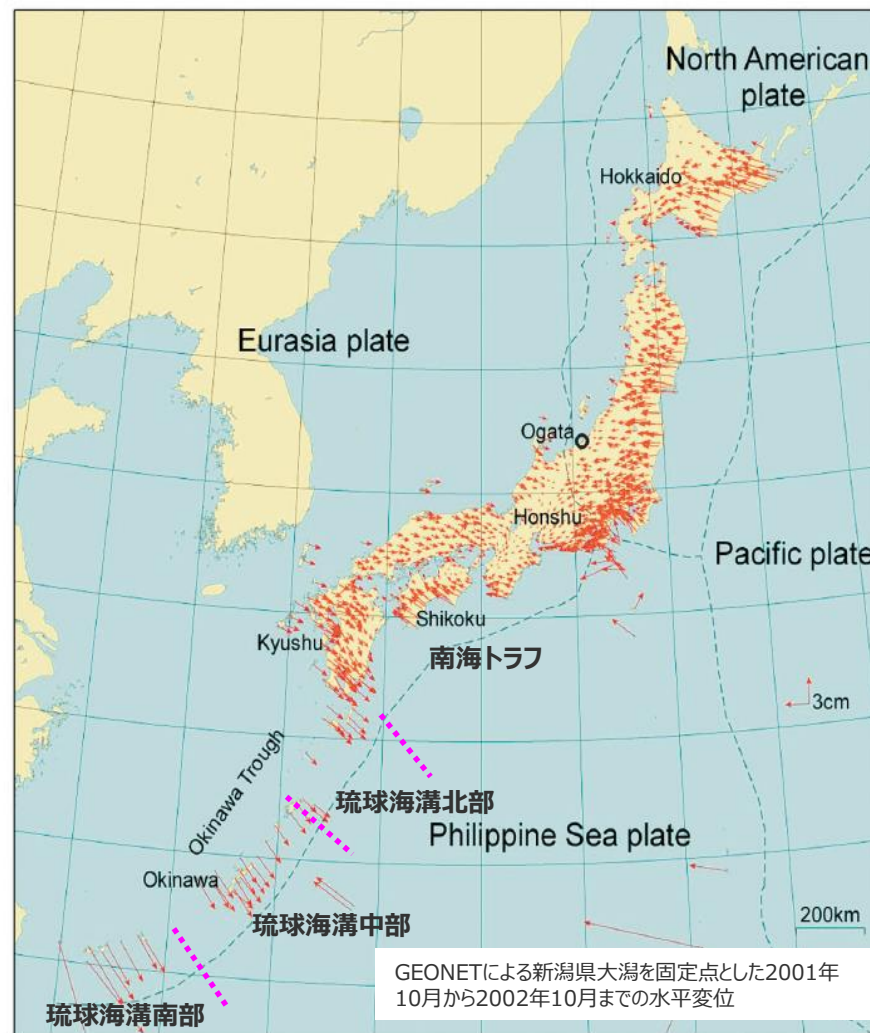 North American
plate
Hokkaido
Eurasia plate
Ogata
Honshu
Pacific plate
Shikoku
Kyushu
南海トラフ
3cm
Okinawa Trough
琉球海溝北部
Philippine Sea plate
Okinawa
琉球海溝中部
200km
GEONETによる新潟県大潟を固定点とした2001年
10月から2002年10月までの水平変位
琉球海溝南部